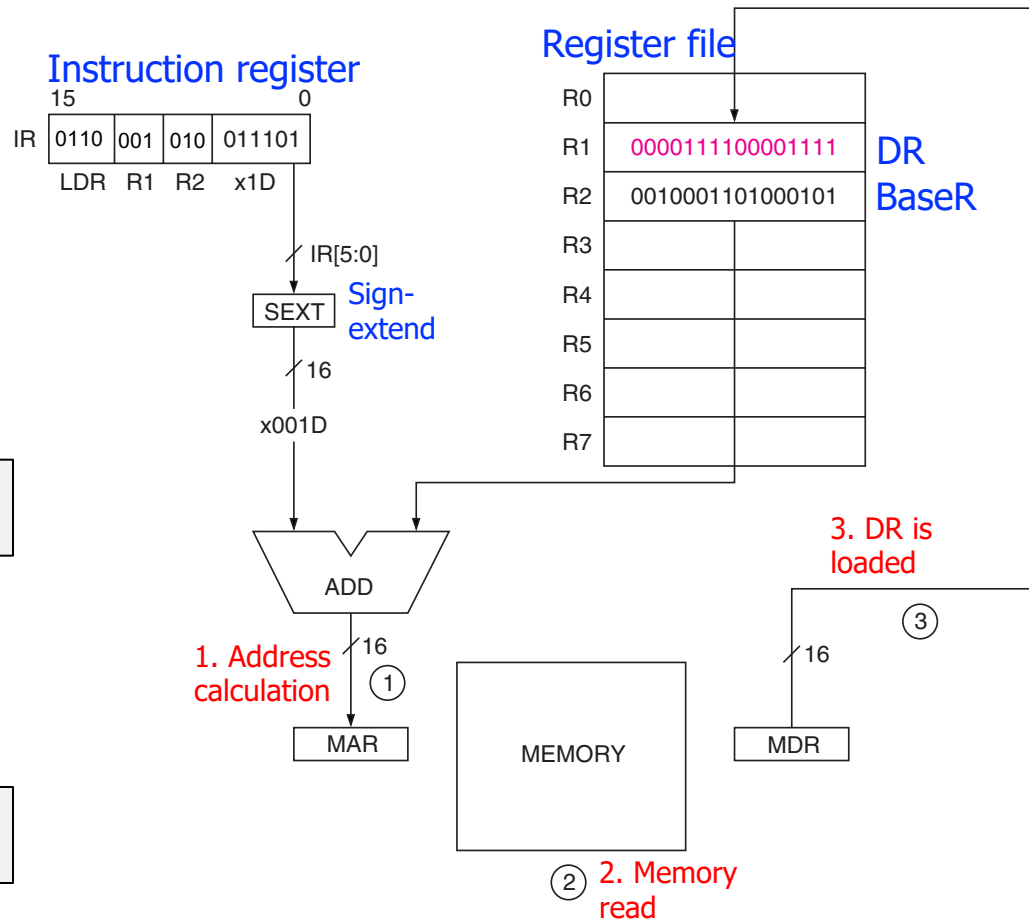 Instruction register
15 0
IR 0110 001 010 011101
LDR R1 R2 x1D
IR[5:0]
SEXT
Sign-
extend
16
x001D
ADD
16
1. Address
calculation
1
MAR
Register file
R0
R1 0000111100001111 DR
R2 0010001101000101 BaseR
R3
R4
R5
R6
R7
3. DR is
loaded
3
16
MEMORY
MDR
2 2. Memory
read